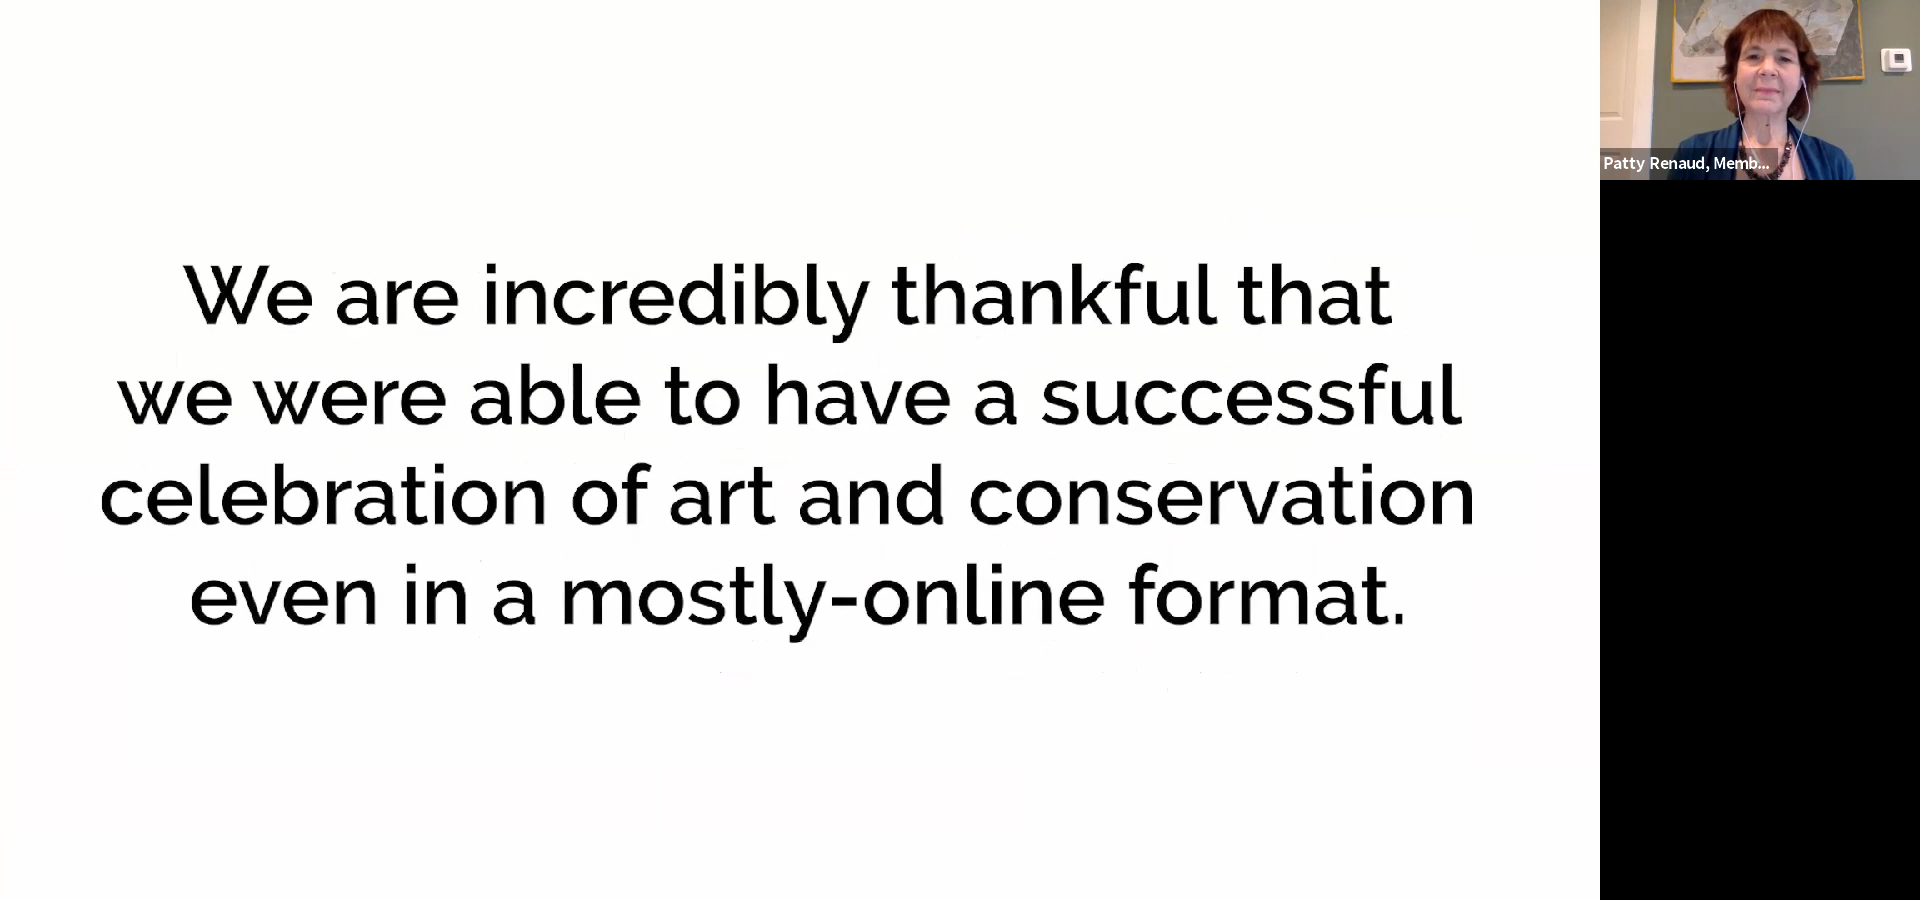 We are incredibly thankful that
we were able to have a successful
celebration of art and conservation
even in a mostly-online format.
Patty Renaud, Memb...